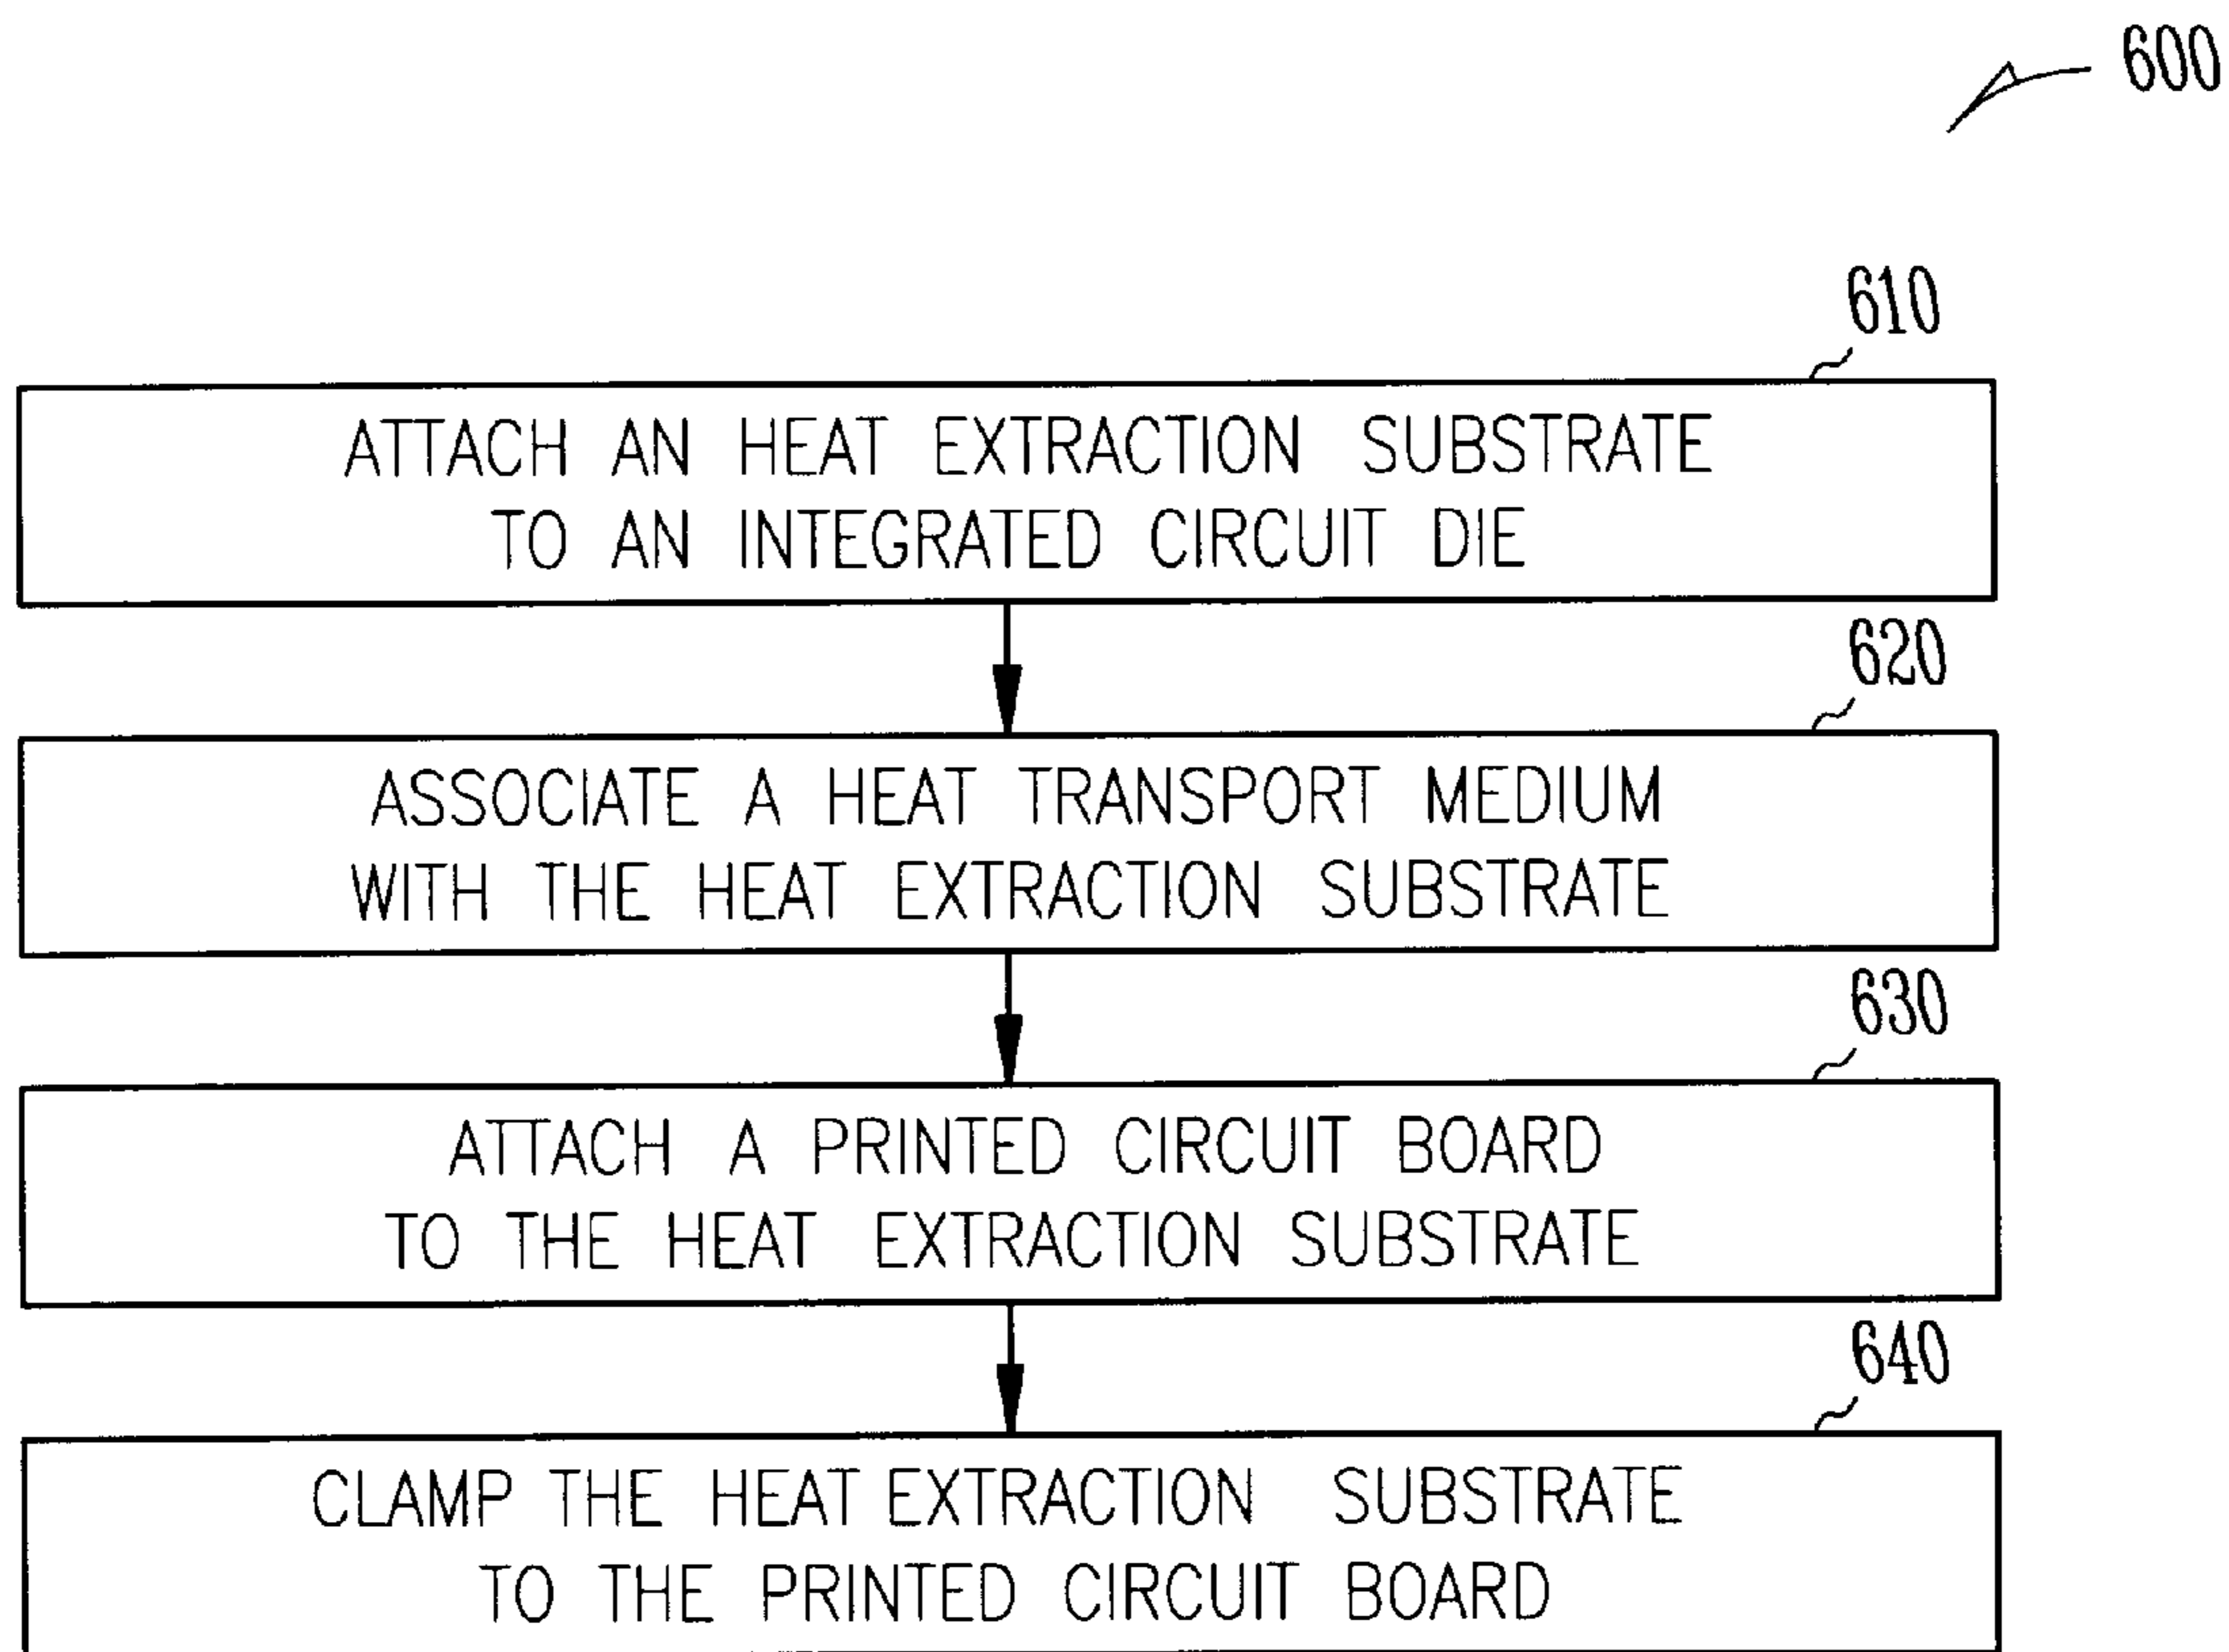 600
610
ATTACH AN HEAT EXTRACTION SUBSTRATE
TO AN INTEGRATED CIRCUIT DIE
620
ASSOCIATE A HEAT TRANSPORT MEDIUM
WITH THE HEAT EXTRACTION SUBSTRATE
630
ATTACH A PRINTED CIRCUIT BOARD
TO THE HEAT EXTRACTION SUBSTRATE
640
CLAMP THE HEAT EXTRACTION SUBSTRATE
TO THE PRINTED CIRCUIT BOARD